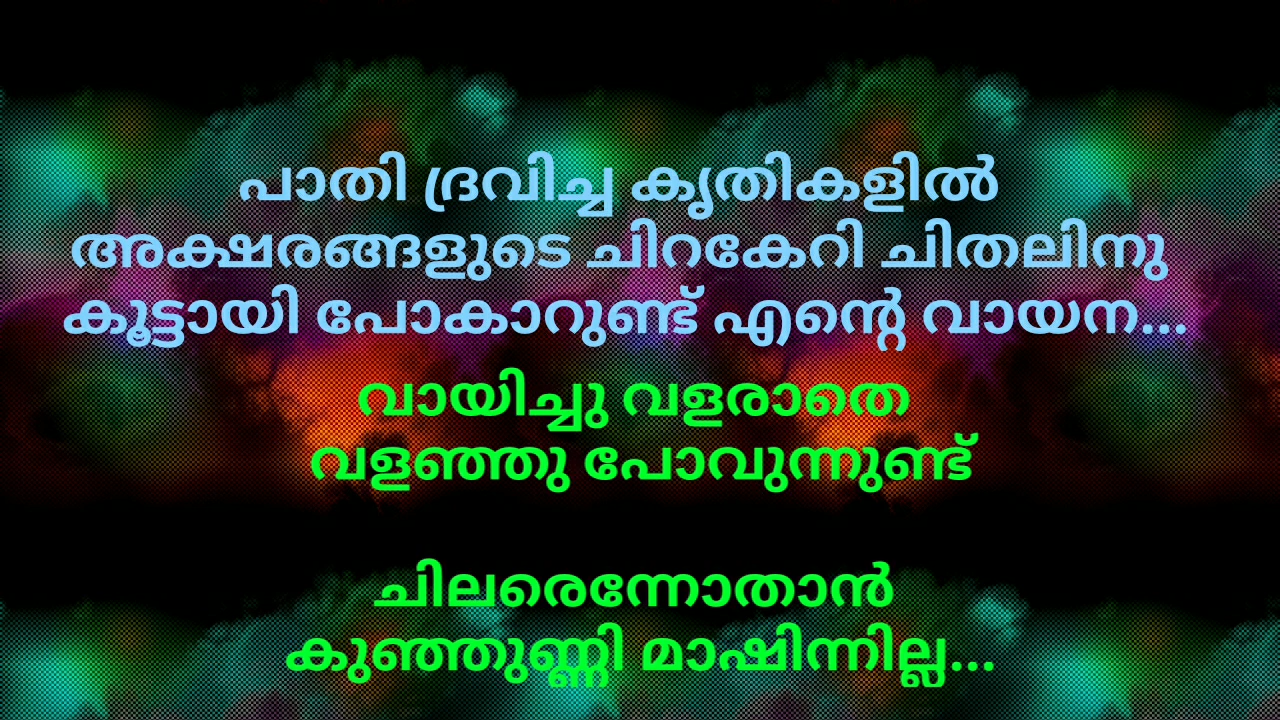 പാതി ദ്രവിച്ച കൃതികളിൽ
അക്ഷരങ്ങളുടെ ചിറകേറി ചിതലിനു
കൂട്ടായി പോകാറുണ്ട് എന്റെ വായന...
വായിച്ചു വളരാതെ
വളഞ്ഞു പോവുന്നുണ്ട്
ചിലരെന്നോതാൻ
കുഞ്ഞുണ്ണി മാഷിന്നില്ല...